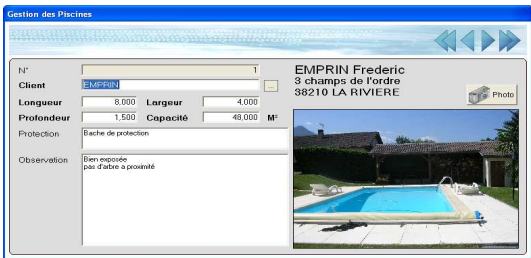 Gestion des Piscines
N° 1
Client EMPRIN ...
Longueur 8,000 Largeur 4,000
Profondeur 1,500 Capacité 48,000 M³
Protection Bache de protection
Observation Bien exposée
pas d'arbre a proximité
EMPRIN Frederic
3 champs de l'ordre
38210 LA RIVIERE
Photo